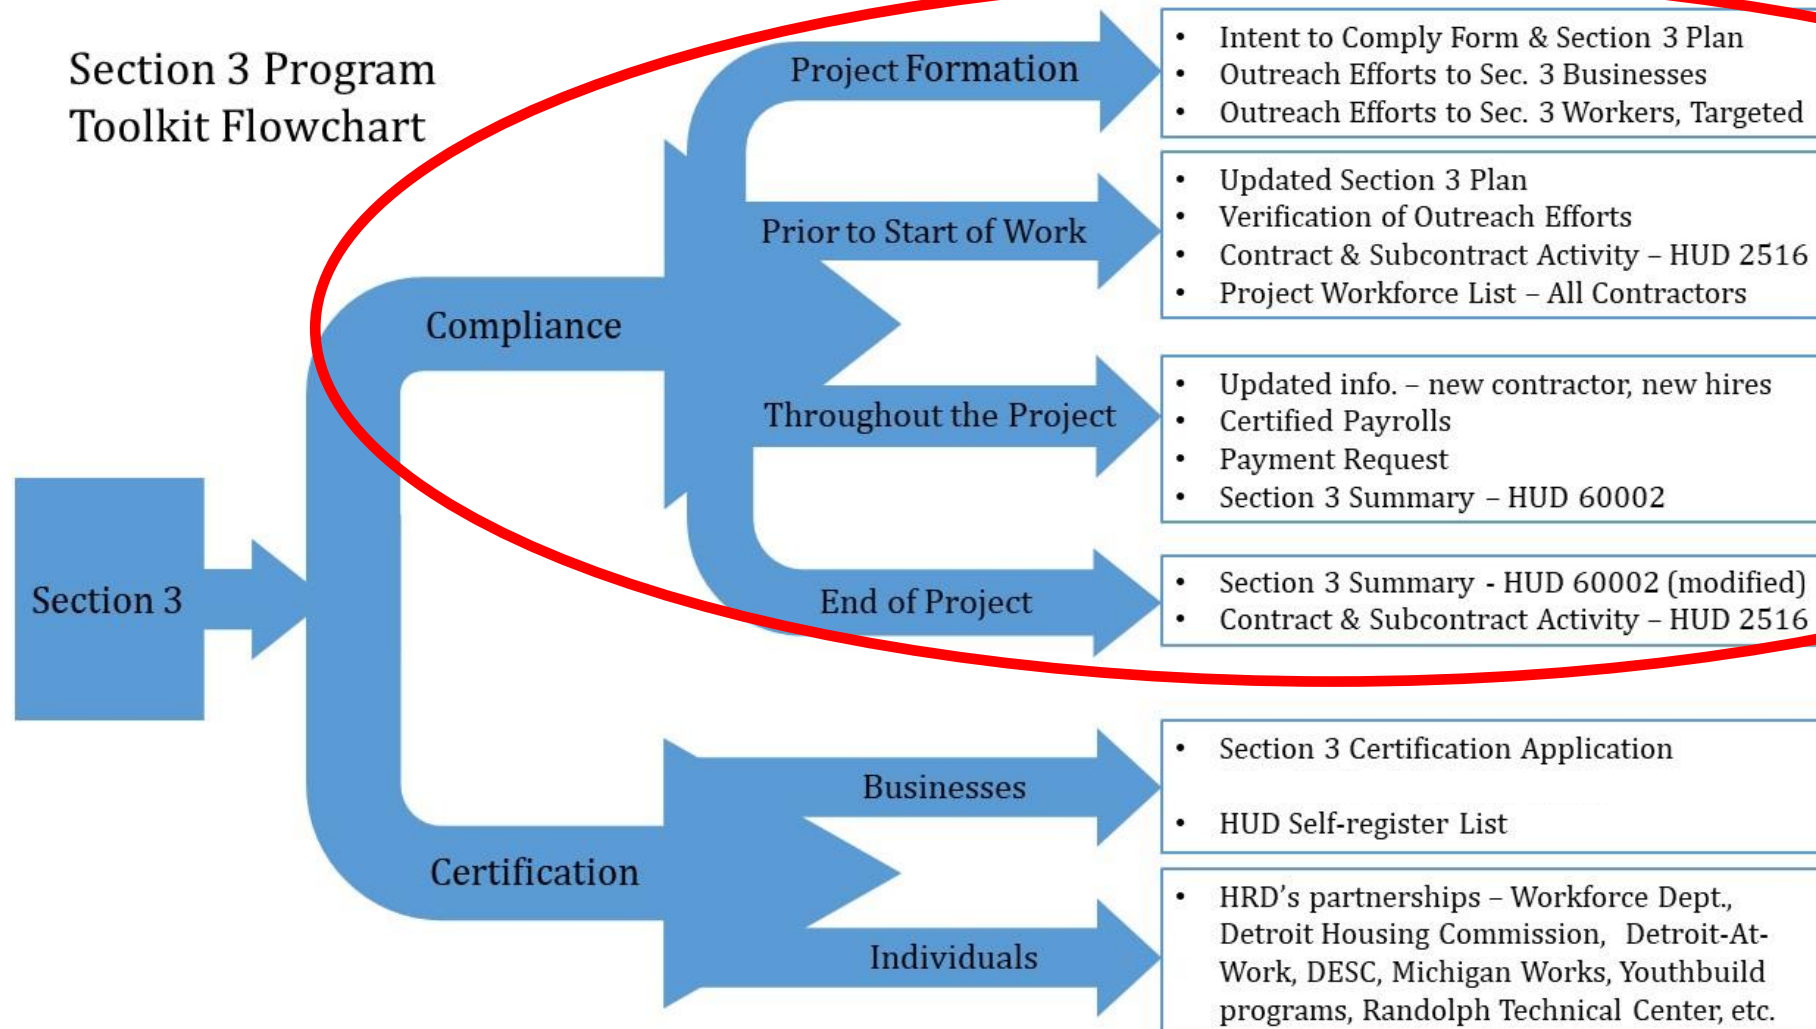 Section 3 Program
Toolkit Flowchart
Section 3
Compliance
Project Formation
• Intent to Comply Form & Section 3 Plan
• Outreach Efforts to Sec. 3 Businesses
• Outreach Efforts to Sec. 3 Workers, Targeted
Prior to Start of Work
• Updated Section 3 Plan
• Verification of Outreach Efforts
• Contract & Subcontract Activity – HUD 2516
• Project Workforce List – All Contractors
Throughout the Project
• Updated info. – new contractor, new hires
• Certified Payrolls
• Payment Request
• Section 3 Summary – HUD 60002
End of Project
• Section 3 Summary - HUD 60002 (modified)
• Contract & Subcontract Activity – HUD 2516
Certification
Businesses
• Section 3 Certification Application
• HUD Self-register List
Individuals
• HRD’s partnerships – Workforce Dept.,
Detroit Housing Commission, Detroit-At-
Work, DESC, Michigan Works, Youthbuild
programs, Randolph Technical Center, etc.